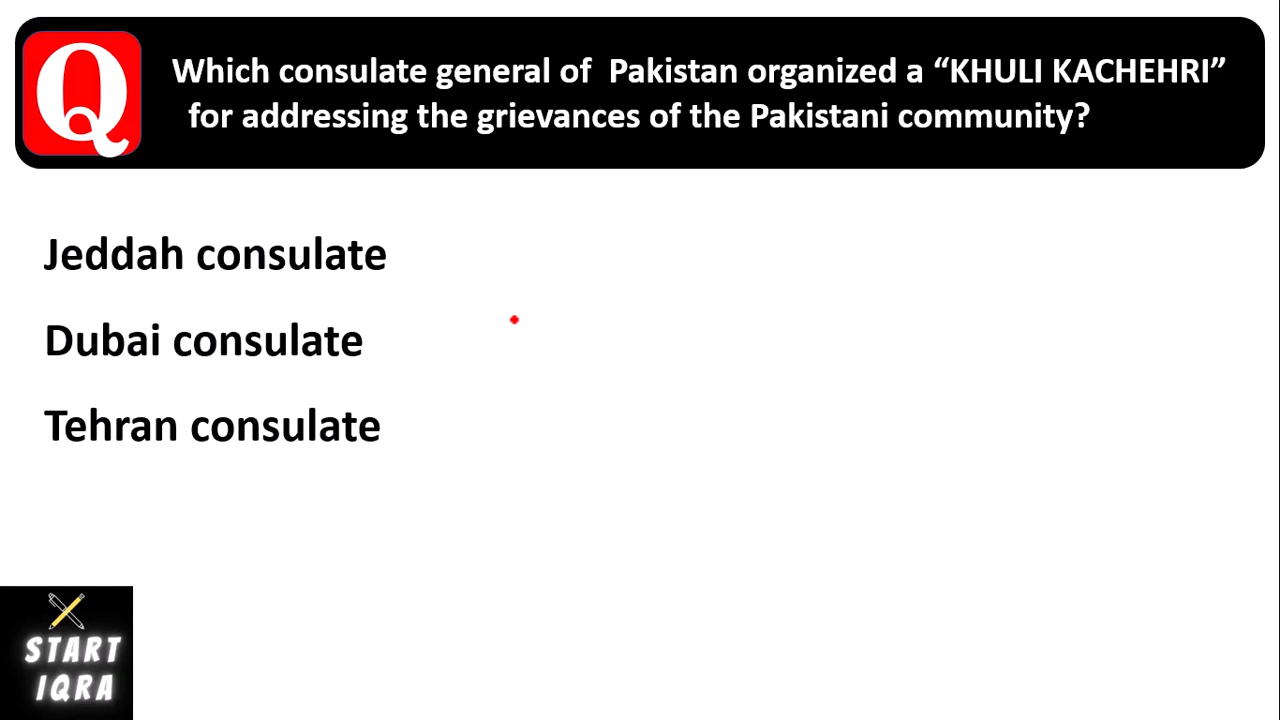 Q
Which consulate general of  Pakistan organized a “KHULI KACHEHRI”
for addressing the grievances of the Pakistani community?
Jeddah consulate
Dubai consulate
Tehran consulate
START
IQRA